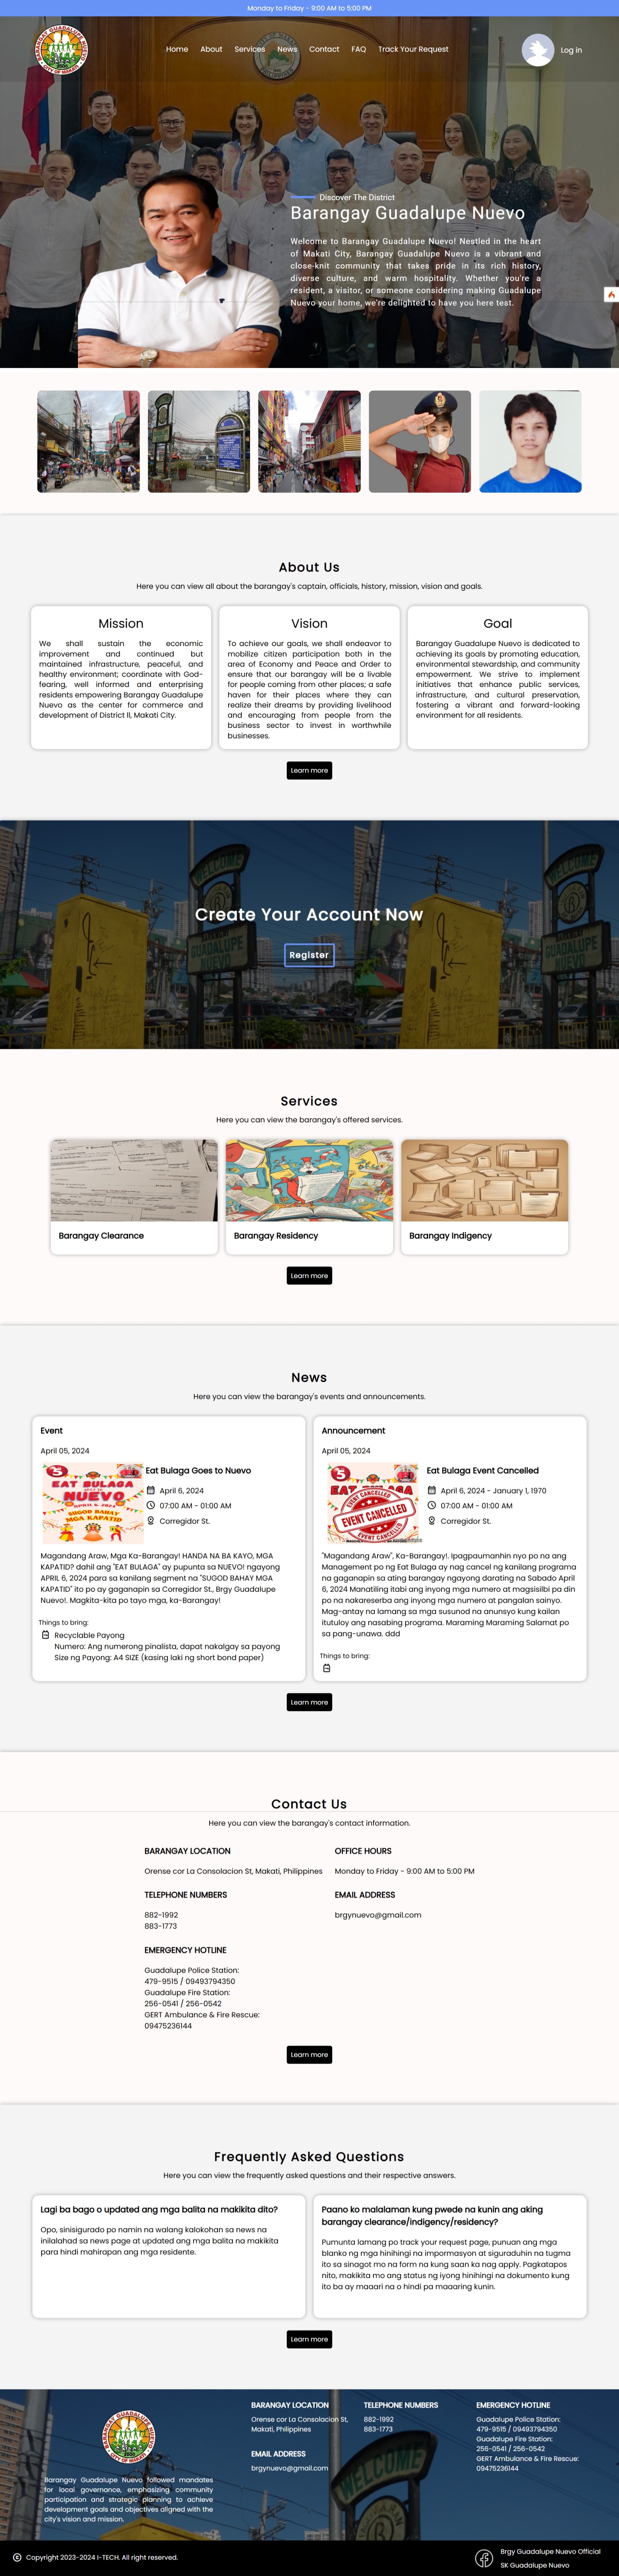 Monday to Friday - 9:00 AM to 5:00 PM
BARANGAY GUADALUPE NUEVO
CITY OF MAKATI
Home About Services News Contact FAQ Track Your Request
Log in
Discover The District
Barangay Guadalupe Nuevo
Welcome to Barangay Guadalupe Nuevo! Nestled in the heart
of Makati City, Barangay Guadalupe Nuevo is a vibrant and
close-knit community that takes pride in its rich history,
diverse culture, and warm hospitality. Whether you're a
resident, a visitor, or someone considering making Guadalupe
Nuevo your home, we're delighted to have you here test.
About Us
Here you can view all about the barangay's captain, officials, history, mission, vision and goals.
Mission
We shall sustain the economic
improvement and continued but
maintained infrastructure, peaceful, and
healthy environment; coordinate with God-
fearing, well informed and enterprising
residents empowering Barangay Guadalupe
Nuevo as the center for commerce and
development of District II, Makati City.
Vision
To achieve our goals, we shall endeavor to
mobilize citizen participation both in the
area of Economy and Peace and Order to
ensure that our barangay will be a livable
for people coming from other places; a safe
haven for their places where they can
realize their dreams by providing livelihood
and encouraging from people from the
business sector to invest in worthwhile
businesses.
Goal
Barangay Guadalupe Nuevo is dedicated to
achieving its goals by promoting education,
environmental stewardship, and community
empowerment. We strive to implement
initiatives that enhance public services,
infrastructure, and cultural preservation,
fostering a vibrant and forward-looking
environment for all residents.
Learn more
Create Your Account Now
Register
Services
Here you can view the barangay's offered services.
Barangay Clearance
Barangay Residency
Barangay Indigency
Learn more
News
Here you can view the barangay's events and announcements.
Event
April 05, 2024
EAT BULAGA
NUEVO
SUGOD BAHAY
MGA KAPATID
Eat Bulaga Goes to Nuevo
April 6, 2024
07:00 AM - 01:00 AM
Corregidor St.
Magandang Araw, Mga Ka-Barangay! HANDA NA BA KAYO, MGA
KAPATID? dahil ang "EAT BULAGA" ay pupunta sa NUEVO! ngayong
APRIL 6, 2024 para sa kanilang segment na "SUGOD BAHAY MGA
KAPATID" ito po ay gaganapin sa Corregidor St., Brgy Guadalupe
Nuevo!. Magkita-kita po tayo mga, ka-Barangay!
Things to bring:
Recyclable Payong
Numero: Ang numerong pinalista, dapat nakalgay sa payong
Size ng Payong: A4 SIZE (kasing laki ng short bond paper)
Announcement
April 05, 2024
EAT BULAGA
EVENT CANCELLED
EVENT CANCELLED
EVENT CANCELLED
Eat Bulaga Event Cancelled
April 6, 2024 - January 1, 1970
07:00 AM - 01:00 AM
Corregidor St.
"Magandang Araw", Ka-Barangay!. Ipagpaumanhin nyo po na ang
Management po ng Eat Bulaga ay nag cancel ng kanilang programa
na gaganapin sa ating barangay ngayong darating na Sabado April
6, 2024 Mantiling itabi ang inyong mga numero at magsisilbi pa din
po na nakareserba ang inyong mga numero at pangalan sainyo.
Mag-antay na lamang sa mga susunod na anunsyo kung kailan
itutuloy ang nasabing programa. Maraming Maraming Salamat po
sa pang-unawa. ddd
Things to bring:
Learn more
Contact Us
Here you can view the barangay's contact information.
BARANGAY LOCATION
Orense cor La Consolacion St, Makati, Philippines
OFFICE HOURS
Monday to Friday - 9:00 AM to 5:00 PM
TELEPHONE NUMBERS
882-1992
883-1773
EMAIL ADDRESS
brgynuevo@gmail.com
EMERGENCY HOTLINE
Guadalupe Police Station:
479-9515 / 09493794350
Guadalupe Fire Station:
256-0541 / 256-0542
GERT Ambulance & Fire Rescue:
09475236144
Learn more
Frequently Asked Questions
Here you can view the frequently asked questions and their respective answers.
Lagi ba bago o updated ang mga balita na makikita dito?
Opo, sinisigurado po namin na walang kalokohan sa news na
inilalahad sa news page at updated ang mga balita na makikita
para hindi mahirapan ang mga residente.
Paano ko malalaman kung pwede na kunin ang aking
barangay clearance/indigency/residency?
Pumunta lamang po track your request page, punuan ang mga
blanko ng mga hinihingi na impormasyon at siguraduhin na tugma
ito sa sinagot mo na form na kung saan ka nag apply. Pagkatapos
nito, makikita mo ang status ng iyong hinihingi na dokumento kung
ito ba ay maaari na o hindi pa maaaring kunin.
Learn more
BARANGAY GUADALUPE NUEVO
CITY OF MAKATI
Barangay Guadalupe Nuevo followed mandates
for local governance, emphasizing community
participation and strategic planning to achieve
development goals and objectives aligned with the
city's vision and mission.
BARANGAY LOCATION
Orense cor La Consolacion St,
Makati, Philippines
EMAIL ADDRESS
brgynuevo@gmail.com
TELEPHONE NUMBERS
882-1992
883-1773
EMERGENCY HOTLINE
Guadalupe Police Station:
479-9515 / 09493794350
Guadalupe Fire Station:
256-0541 / 256-0542
GERT Ambulance & Fire Rescue:
09475236144
Copyright 2023-2024 I-TECH. All right reserved.
Brgy Guadalupe Nuevo Official
SK Guadalupe Nuevo